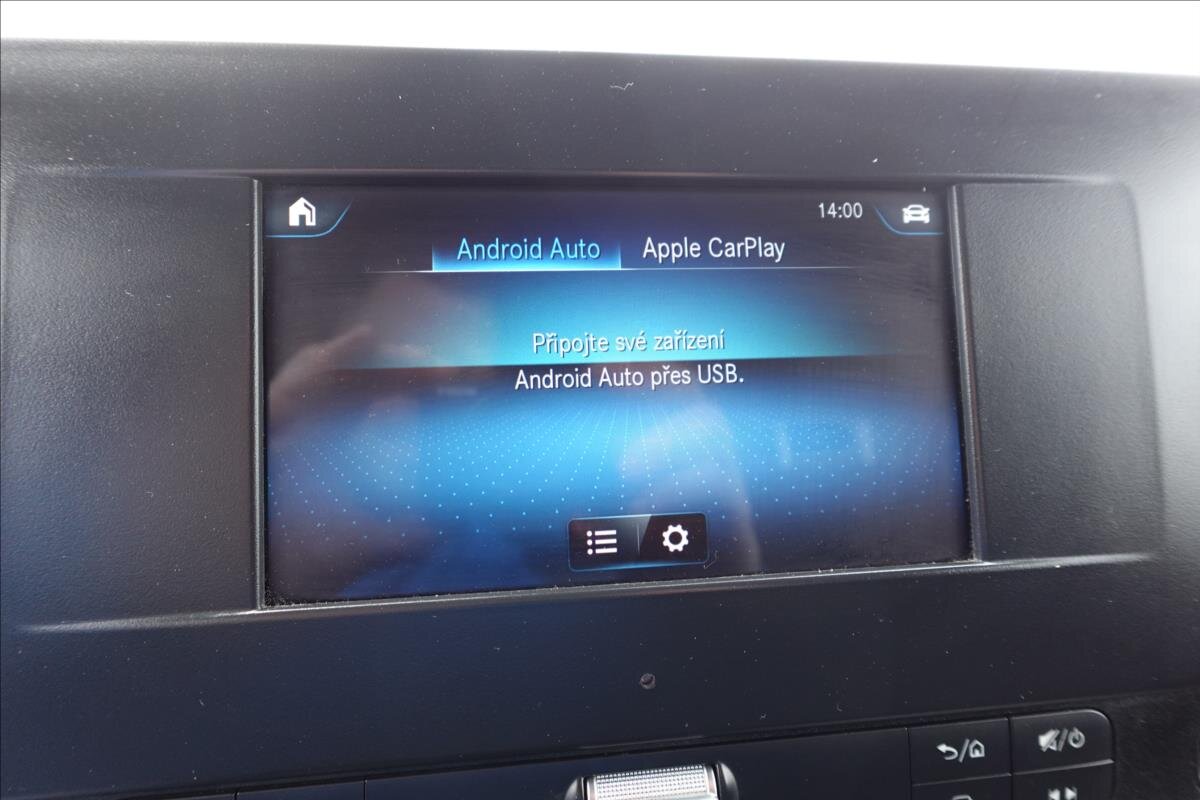 14:00
Android Auto Apple CarPlay
Připojte své zařízení
Android Auto přes USB.